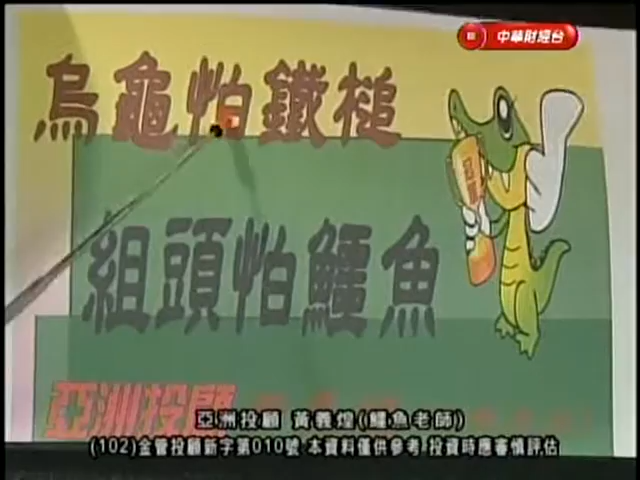 中華財經台
烏龜怕鐵槌
組頭怕鱷魚
亞洲投顧
亞洲投顧 黃義煌(鱷魚老師)
(102)金管投顧新字第010號 本資料僅供參考 投資時應審慎評估